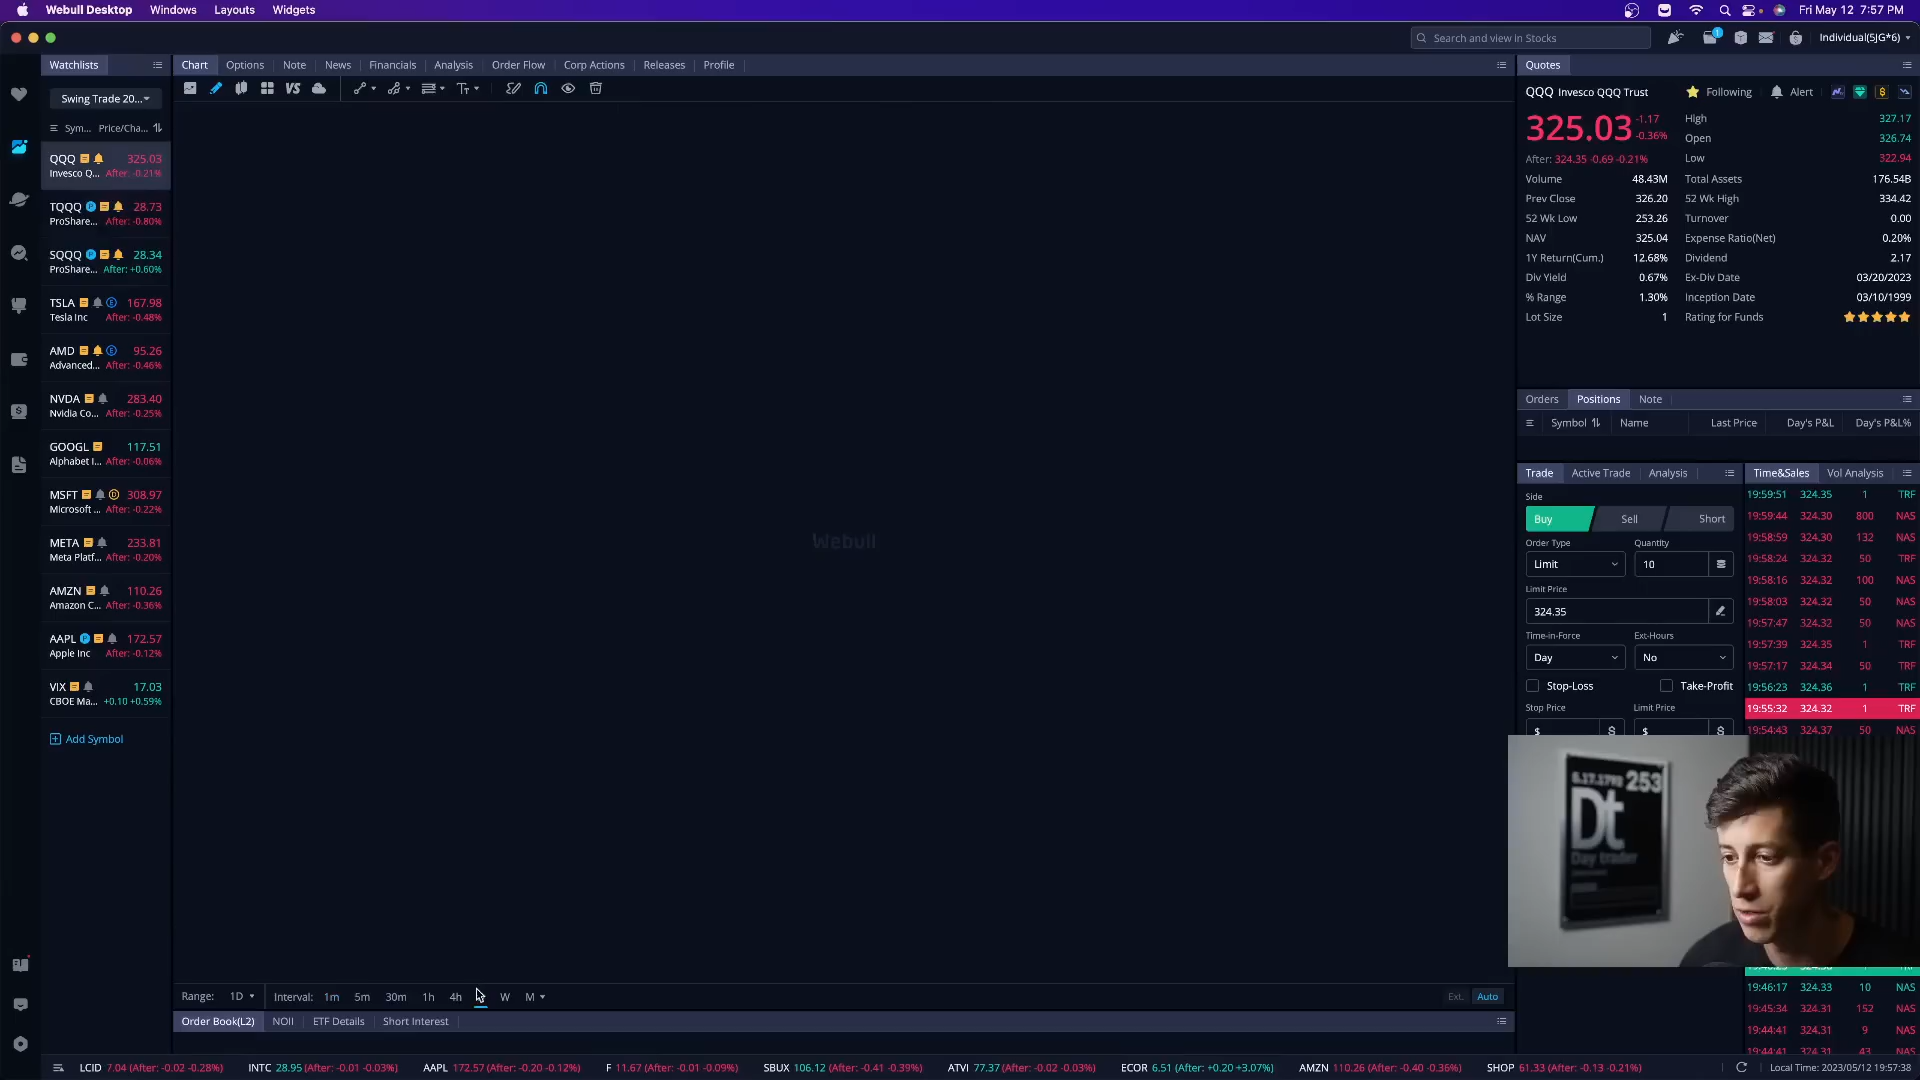 Webull Desktop Windows Layouts Widgets
Fri May 12 7:57 PM
Search and view in Stocks
1
Individual(5JG*6)
Watchlists
Swing Trade 20...
Sym... Price/Cha...
QQQ 325.03
Invesco Q... After: -0.21%
TQQQ 28.73
ProShare... After: -0.80%
SQQQ 28.34
ProShare... After: +0.60%
TSLA 167.98
Tesla Inc After: -0.48%
AMD 95.26
Advanced... After: -0.46%
NVDA 283.40
Nvidia Co... After: -0.25%
GOOGL 117.51
Alphabet I... After: -0.06%
MSFT 308.97
Microsoft ... After: -0.22%
META 233.81
Meta Platf... After: -0.20%
AMZN 110.26
Amazon C... After: -0.36%
AAPL 172.57
Apple Inc After: -0.12%
VIX 17.03
CBOE Ma... +0.10 +0.59%
Add Symbol
Chart Options Note News Financials Analysis Order Flow Corp Actions Releases Profile
VS
Webull
Range: 1D Interval: 1m 5m 30m 1h 4h W M
Ext. Auto
Order Book(L2) NOII ETF Details Short Interest
Quotes
QQQ Invesco QQQ Trust Following Alert
325.03 -1.17 -0.36%
After: 324.35 -0.69 -0.21%
High 327.17
Open 326.74
Low 322.94
Volume 48.43M Total Assets 176.54B
Prev Close 326.20 52 Wk High 334.42
52 Wk Low 253.26 Turnover 0.00
NAV 325.04 Expense Ratio(Net) 0.20%
1Y Return(Cum.) 12.68% Dividend 2.17
Div Yield 0.67% Ex-Div Date 03/20/2023
% Range 1.30% Inception Date 03/10/1999
Lot Size 1 Rating for Funds
Orders Positions Note
Symbol Name Last Price Day's P&L Day's P&L%
Trade Active Trade Analysis
Side
Buy Sell Short
Order Type Quantity
Limit 10
Limit Price
324.35
Time-in-Force Ext-Hours
Day No
Stop-Loss Take-Profit
Stop Price Limit Price
$ $
Time&Sales Vol Analysis
19:59:51 324.35 1 TRF
19:59:44 324.30 800 NAS
19:58:59 324.30 132 NAS
19:58:24 324.32 50 TRF
19:58:16 324.32 100 NAS
19:58:03 324.32 50 NAS
19:57:47 324.32 50 NAS
19:57:39 324.35 1 TRF
19:57:17 324.34 50 TRF
19:56:23 324.36 1 TRF
19:55:32 324.32 1 TRF
19:54:43 324.37 50 NAS
5.17.1792 253
Dt
Day trader
19:46:17 324.33 10 NAS
19:45:34 324.31 152 NAS
19:44:41 324.31 9 NAS
19:44:41 324.31 43 NAS
LCID 7.04 (After: -0.02 -0.28%) INTC 28.95 (After: -0.01 -0.03%) AAPL 172.57 (After: -0.20 -0.12%) F 11.67 (After: -0.01 -0.09%) SBUX 106.12 (After: -0.41 -0.39%) ATVI 77.37 (After: -0.02 -0.03%) ECOR 6.51 (After: +0.20 +3.07%) AMZN 110.26 (After: -0.40 -0.36%) SHOP 61.33 (After: -0.13 -0.21%)
Local Time: 2023/05/12 19:57:38